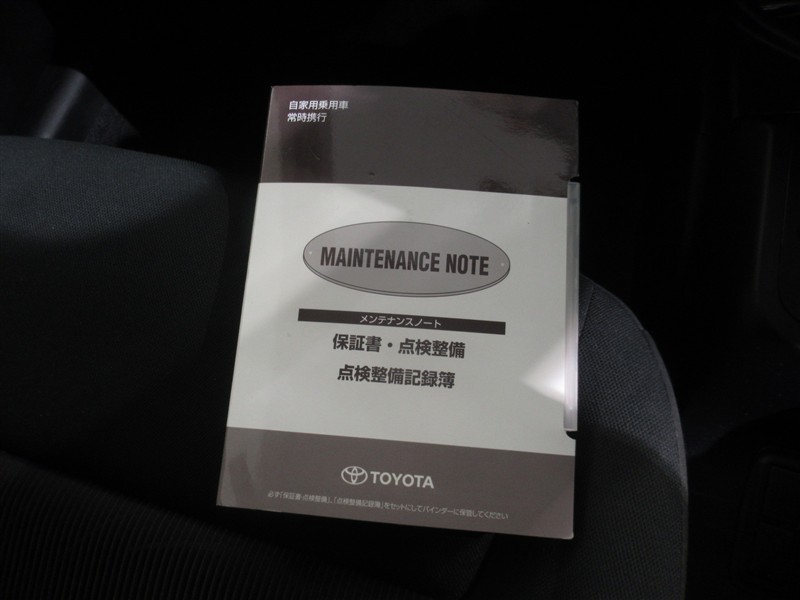 自家用乗用車
常時携行
MAINTENANCE NOTE
メンテナンスノート
保証書・点検整備
点検整備記録簿
TOYOTA
必ず「保証書・点検整備」、「点検整備記録簿」をセットにしてバインダーに保管してください